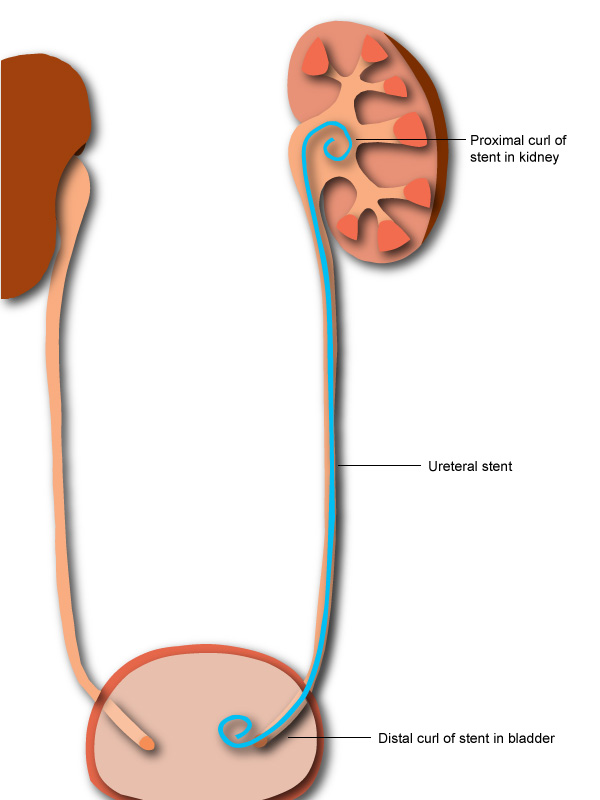 Proximal curl of
stent in kidney
Ureteral stent
Distal curl of stent in bladder